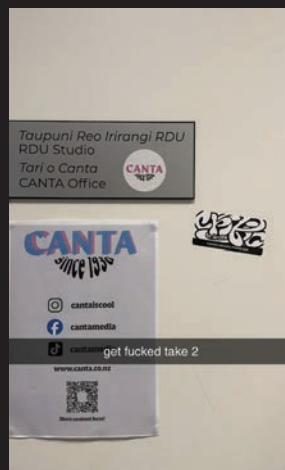 Taupuni Reo Irirangi RDU
RDU Studio
Tari o Canta
CANTA Office
CANTA
CANTA
since 1930
cantaiscool
cantamedia
get fucked take 2
www.canta.co.nz